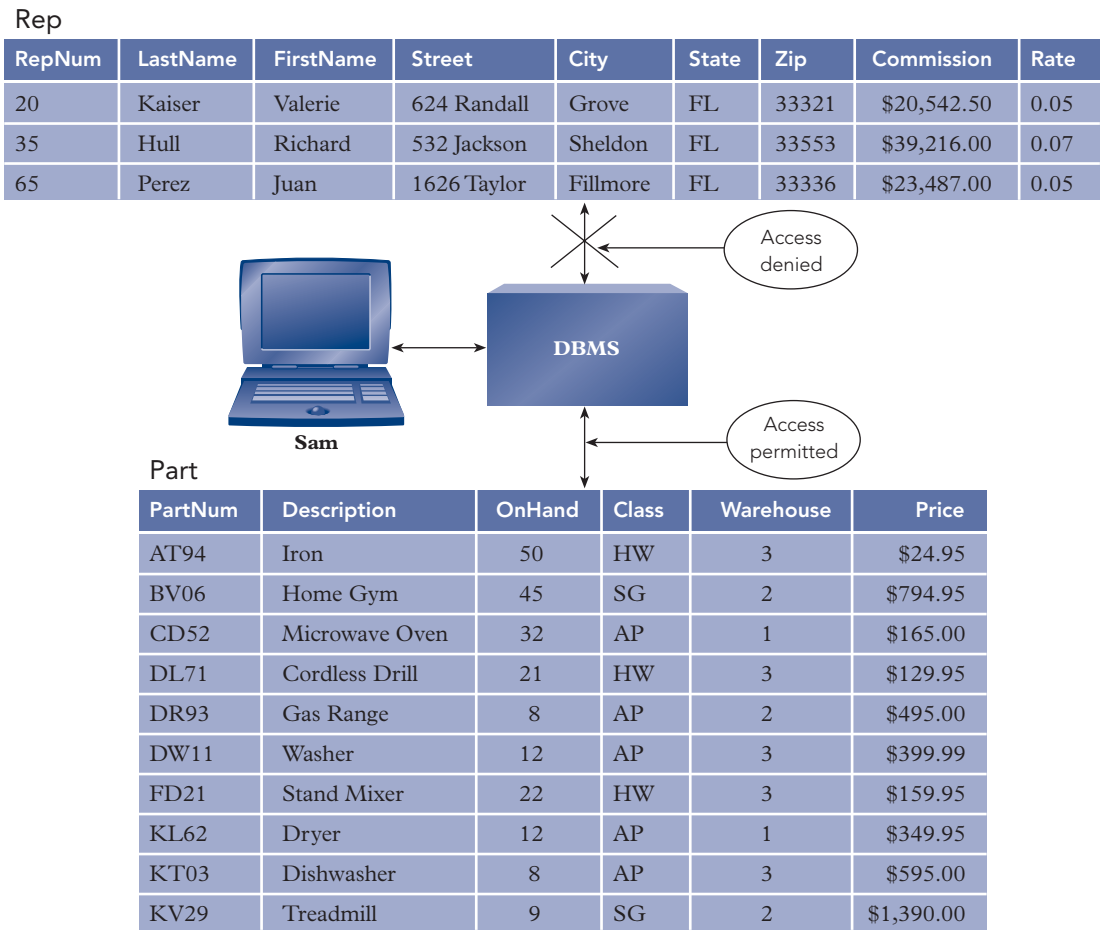 Rep
RepNum LastName FirstName Street City State Zip Commission Rate
20 Kaiser Valerie 624 Randall Grove FL 33321 $20,542.50 0.05
35 Hull Richard 532 Jackson Sheldon FL 33553 $39,216.00 0.07
65 Perez Juan 1626 Taylor Fillmore FL 33336 $23,487.00 0.05
Access
denied
DBMS
Sam
Access
permitted
Part
PartNum Description OnHand Class Warehouse Price
AT94 Iron 50 HW 3 $24.95
BV06 Home Gym 45 SG 2 $794.95
CD52 Microwave Oven 32 AP 1 $165.00
DL71 Cordless Drill 21 HW 3 $129.95
DR93 Gas Range 8 AP 2 $495.00
DW11 Washer 12 AP 3 $399.99
FD21 Stand Mixer 22 HW 3 $159.95
KL62 Dryer 12 AP 1 $349.95
KT03 Dishwasher 8 AP 3 $595.00
KV29 Treadmill 9 SG 2 $1,390.00